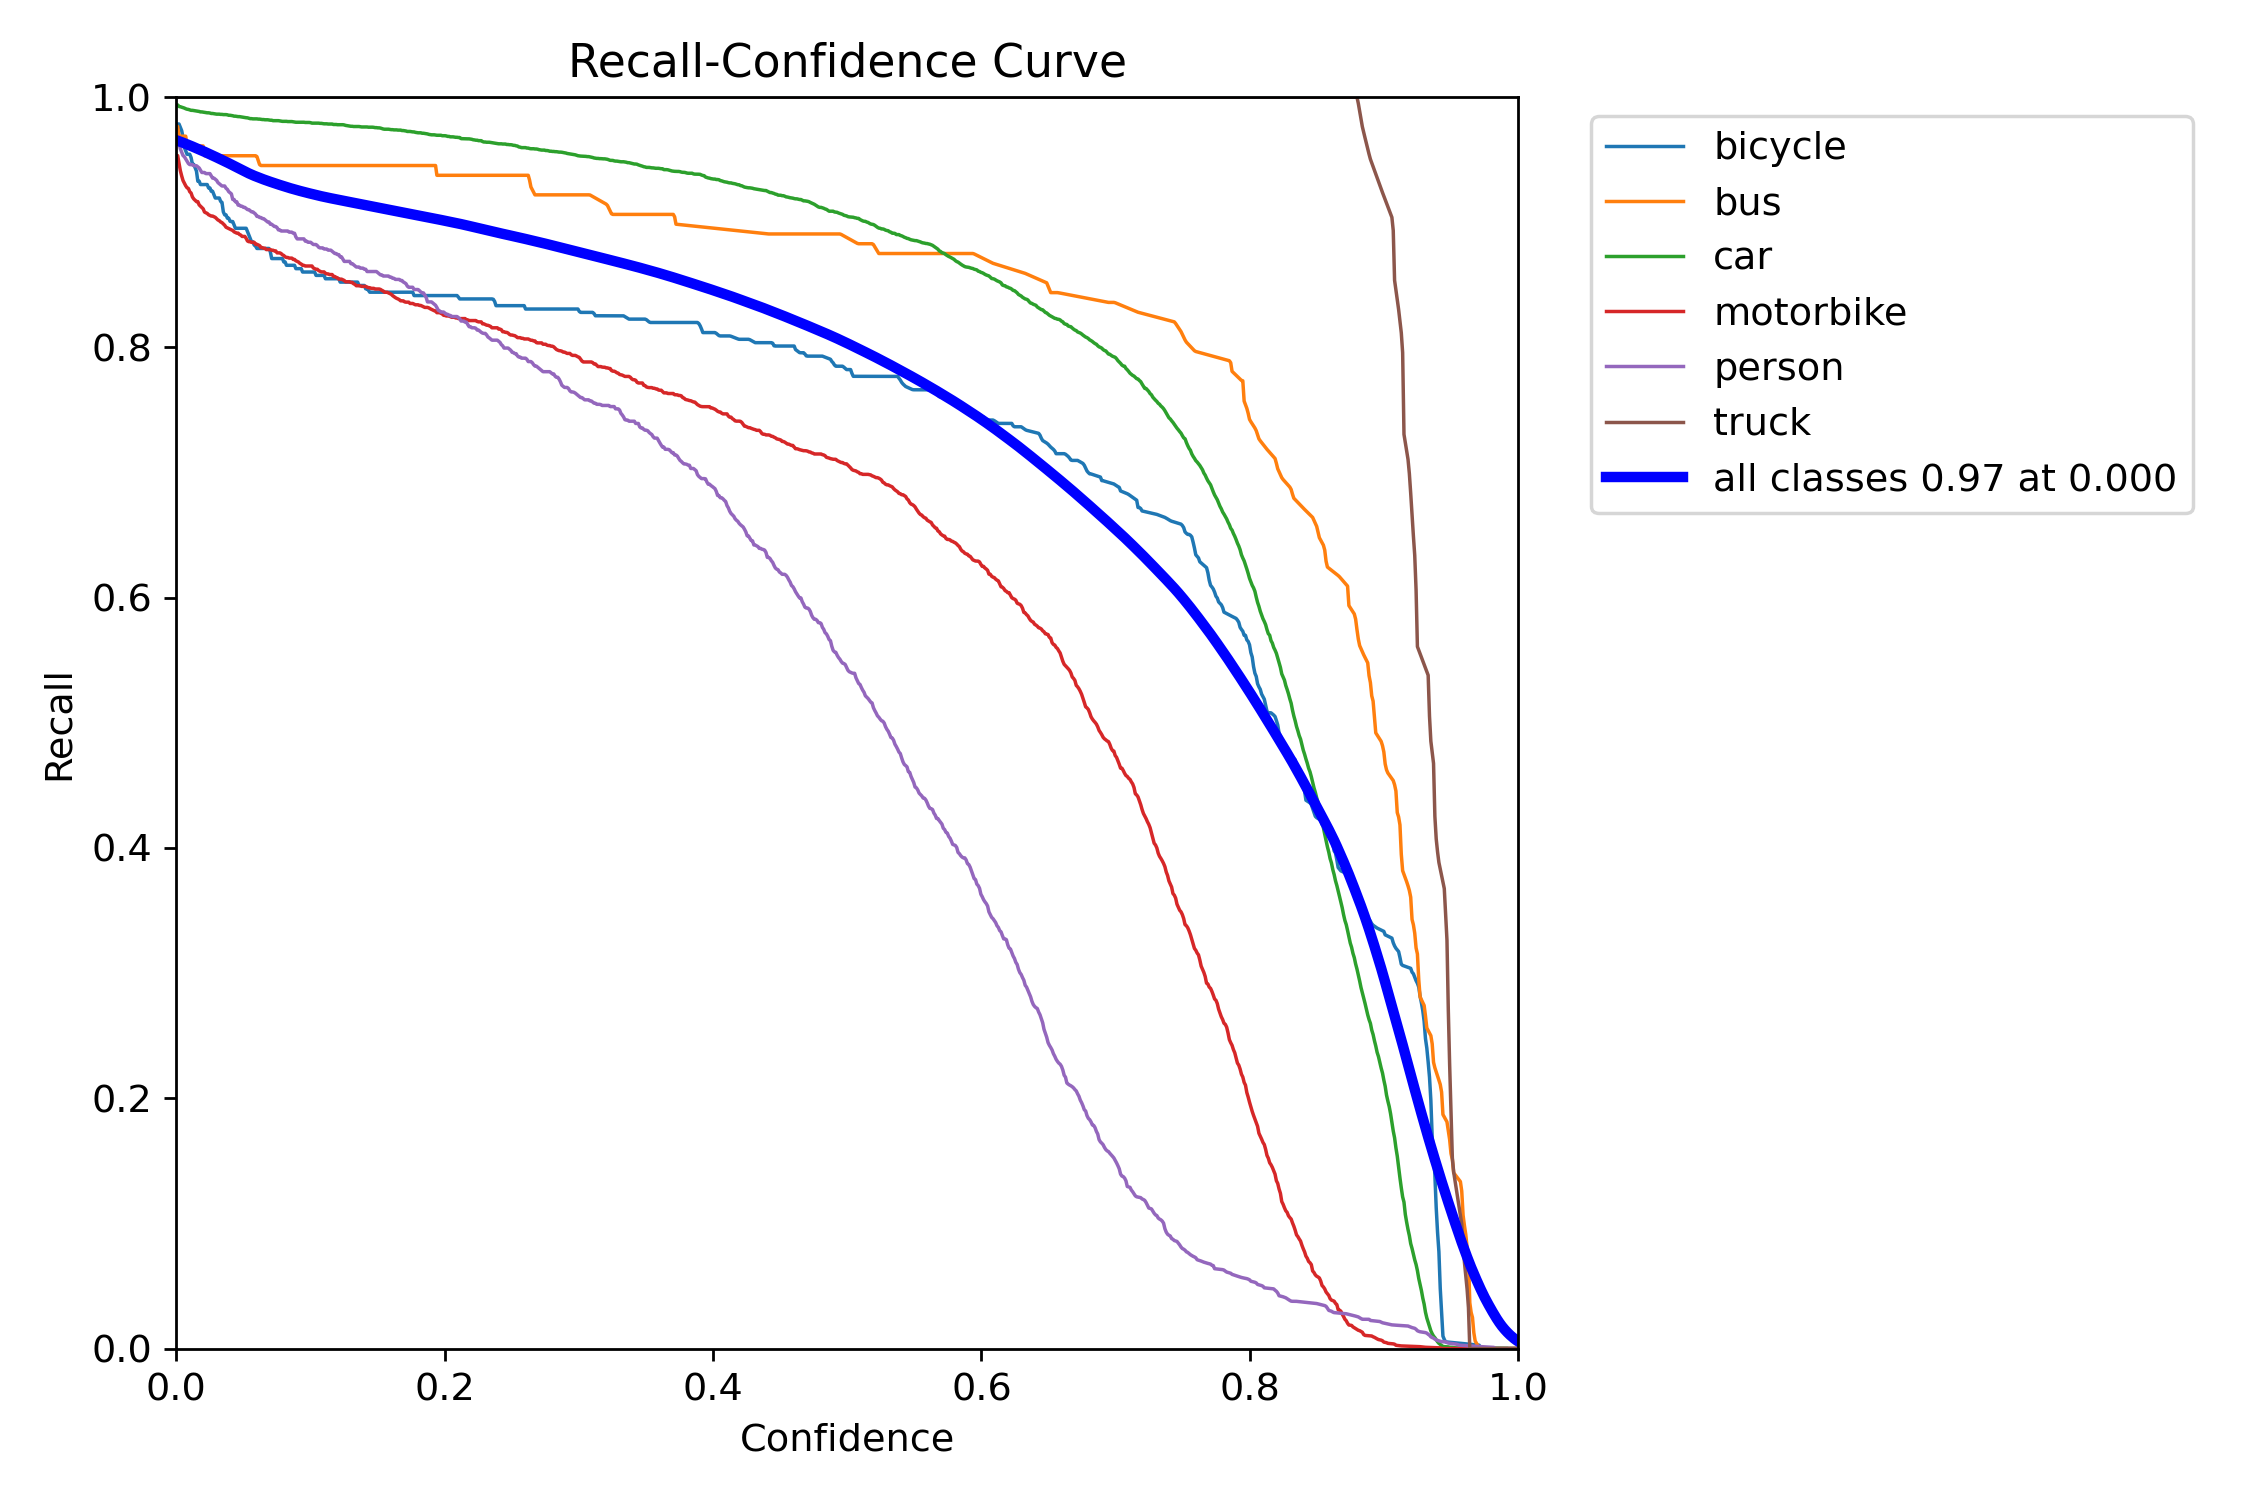 Recall-Confidence Curve
1.0
0.8
0.6
0.4
0.2
0.0
Recall
0.0 0.2 0.4 0.6 0.8 1.0
Confidence
bicycle
bus
car
motorbike
person
truck
all classes 0.97 at 0.000